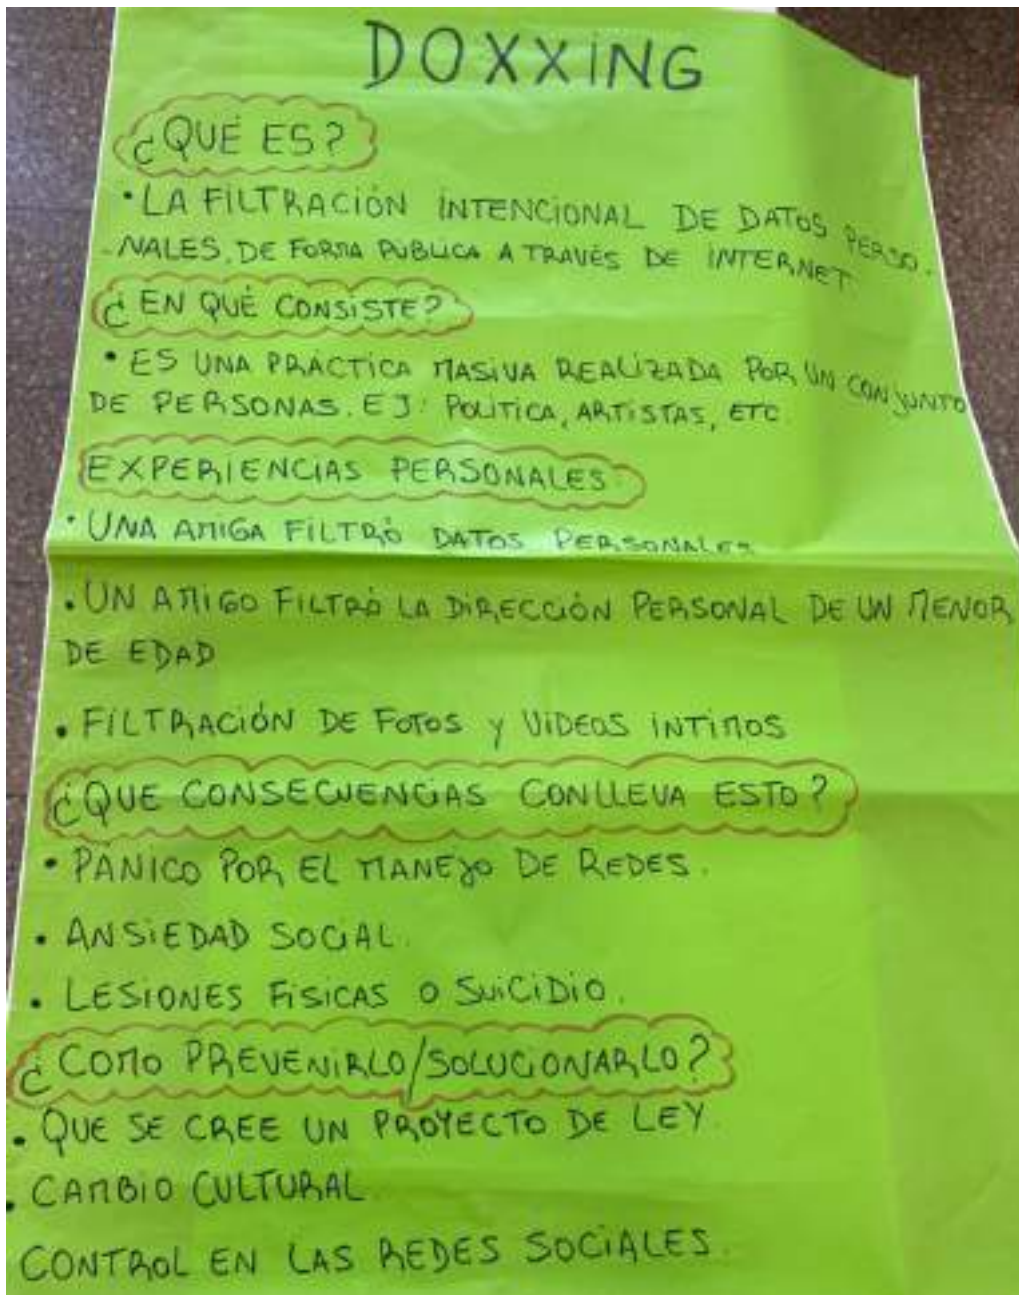 DOXXING
¿QUÉ ES?
• LA FILTRACIÓN INTENCIONAL DE DATOS PERSO-
-NALES, DE FORMA PUBLICA A TRAVÉS DE INTERNET.
¿EN QUÉ CONSISTE?
• ES UNA PRÁCTICA MASIVA REALIZADA POR UN CONJUNTO
DE PERSONAS. EJ: POLITICA, ARTISTAS, ETC
EXPERIENCIAS PERSONALES:
• UNA AMIGA FILTRÓ DATOS PERSONALES
• UN AMIGO FILTRÓ LA DIRECCIÓN PERSONAL DE UN MENOR
DE EDAD
• FILTRACIÓN DE FOTOS Y VIDEOS INTIMOS
¿QUE CONSECUENCIAS CONLLEVA ESTO?
• PÁNICO POR EL MANEJO DE REDES.
• ANSIEDAD SOCIAL.
• LESIONES FISICAS O SUICIDIO.
¿COMO PREVENIRLO/SOLUCIONARLO?
• QUE SE CREE UN PROYECTO DE LEY.
• CAMBIO CULTURAL.
CONTROL EN LAS REDES SOCIALES.